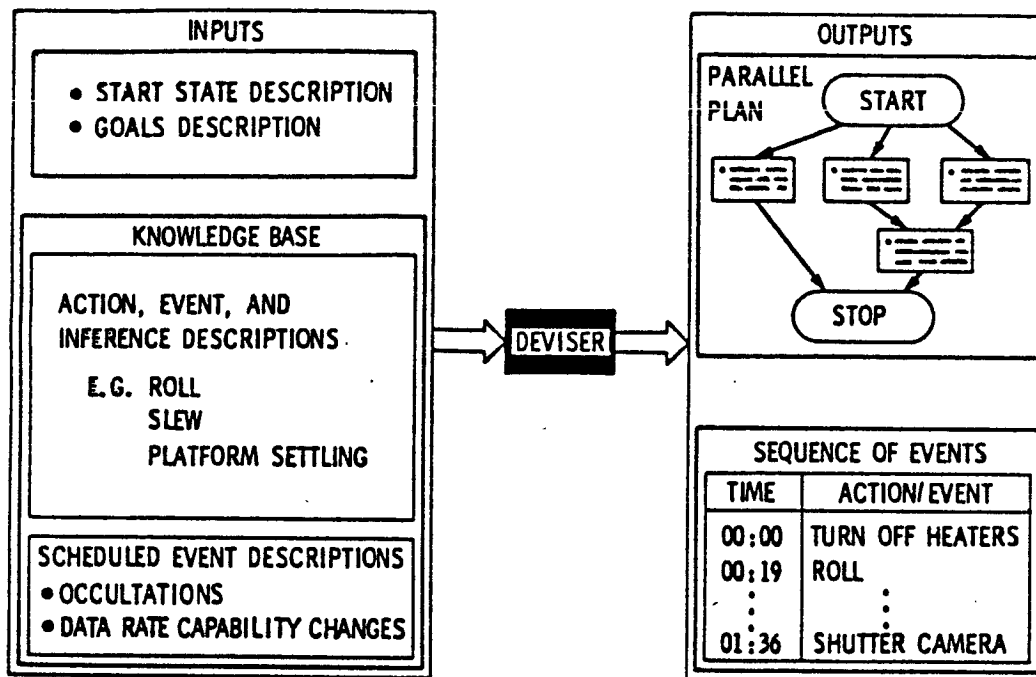 INPUTS
• START STATE DESCRIPTION
• GOALS DESCRIPTION
KNOWLEDGE BASE
ACTION, EVENT, AND
INFERENCE DESCRIPTIONS
E.G. ROLL
SLEW
PLATFORM SETTLING
SCHEDULED EVENT DESCRIPTIONS
• OCCULTATIONS
• DATA RATE CAPABILITY CHANGES
DEVISER
OUTPUTS
PARALLEL
PLAN
START
STOP
SEQUENCE OF EVENTS
TIME ACTION/EVENT
00:00 TURN OFF HEATERS
00:19 ROLL
01:36 SHUTTER CAMERA